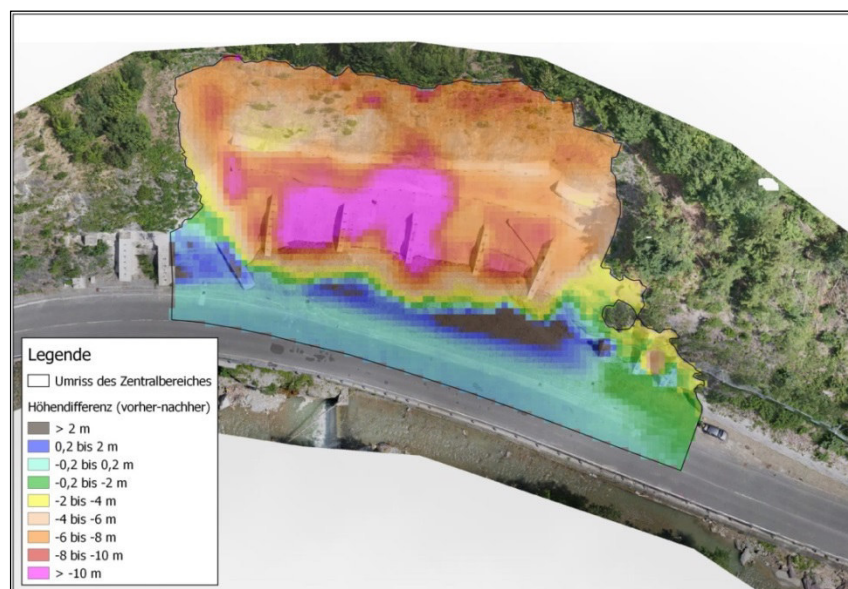 Legende
Umriss des Zentralbereiches
Höhendifferenz (vorher-nachher)
> 2 m
0,2 bis 2 m
-0,2 bis 0,2 m
-0,2 bis -2 m
-2 bis -4 m
-4 bis -6 m
-6 bis -8 m
-8 bis -10 m
> -10 m